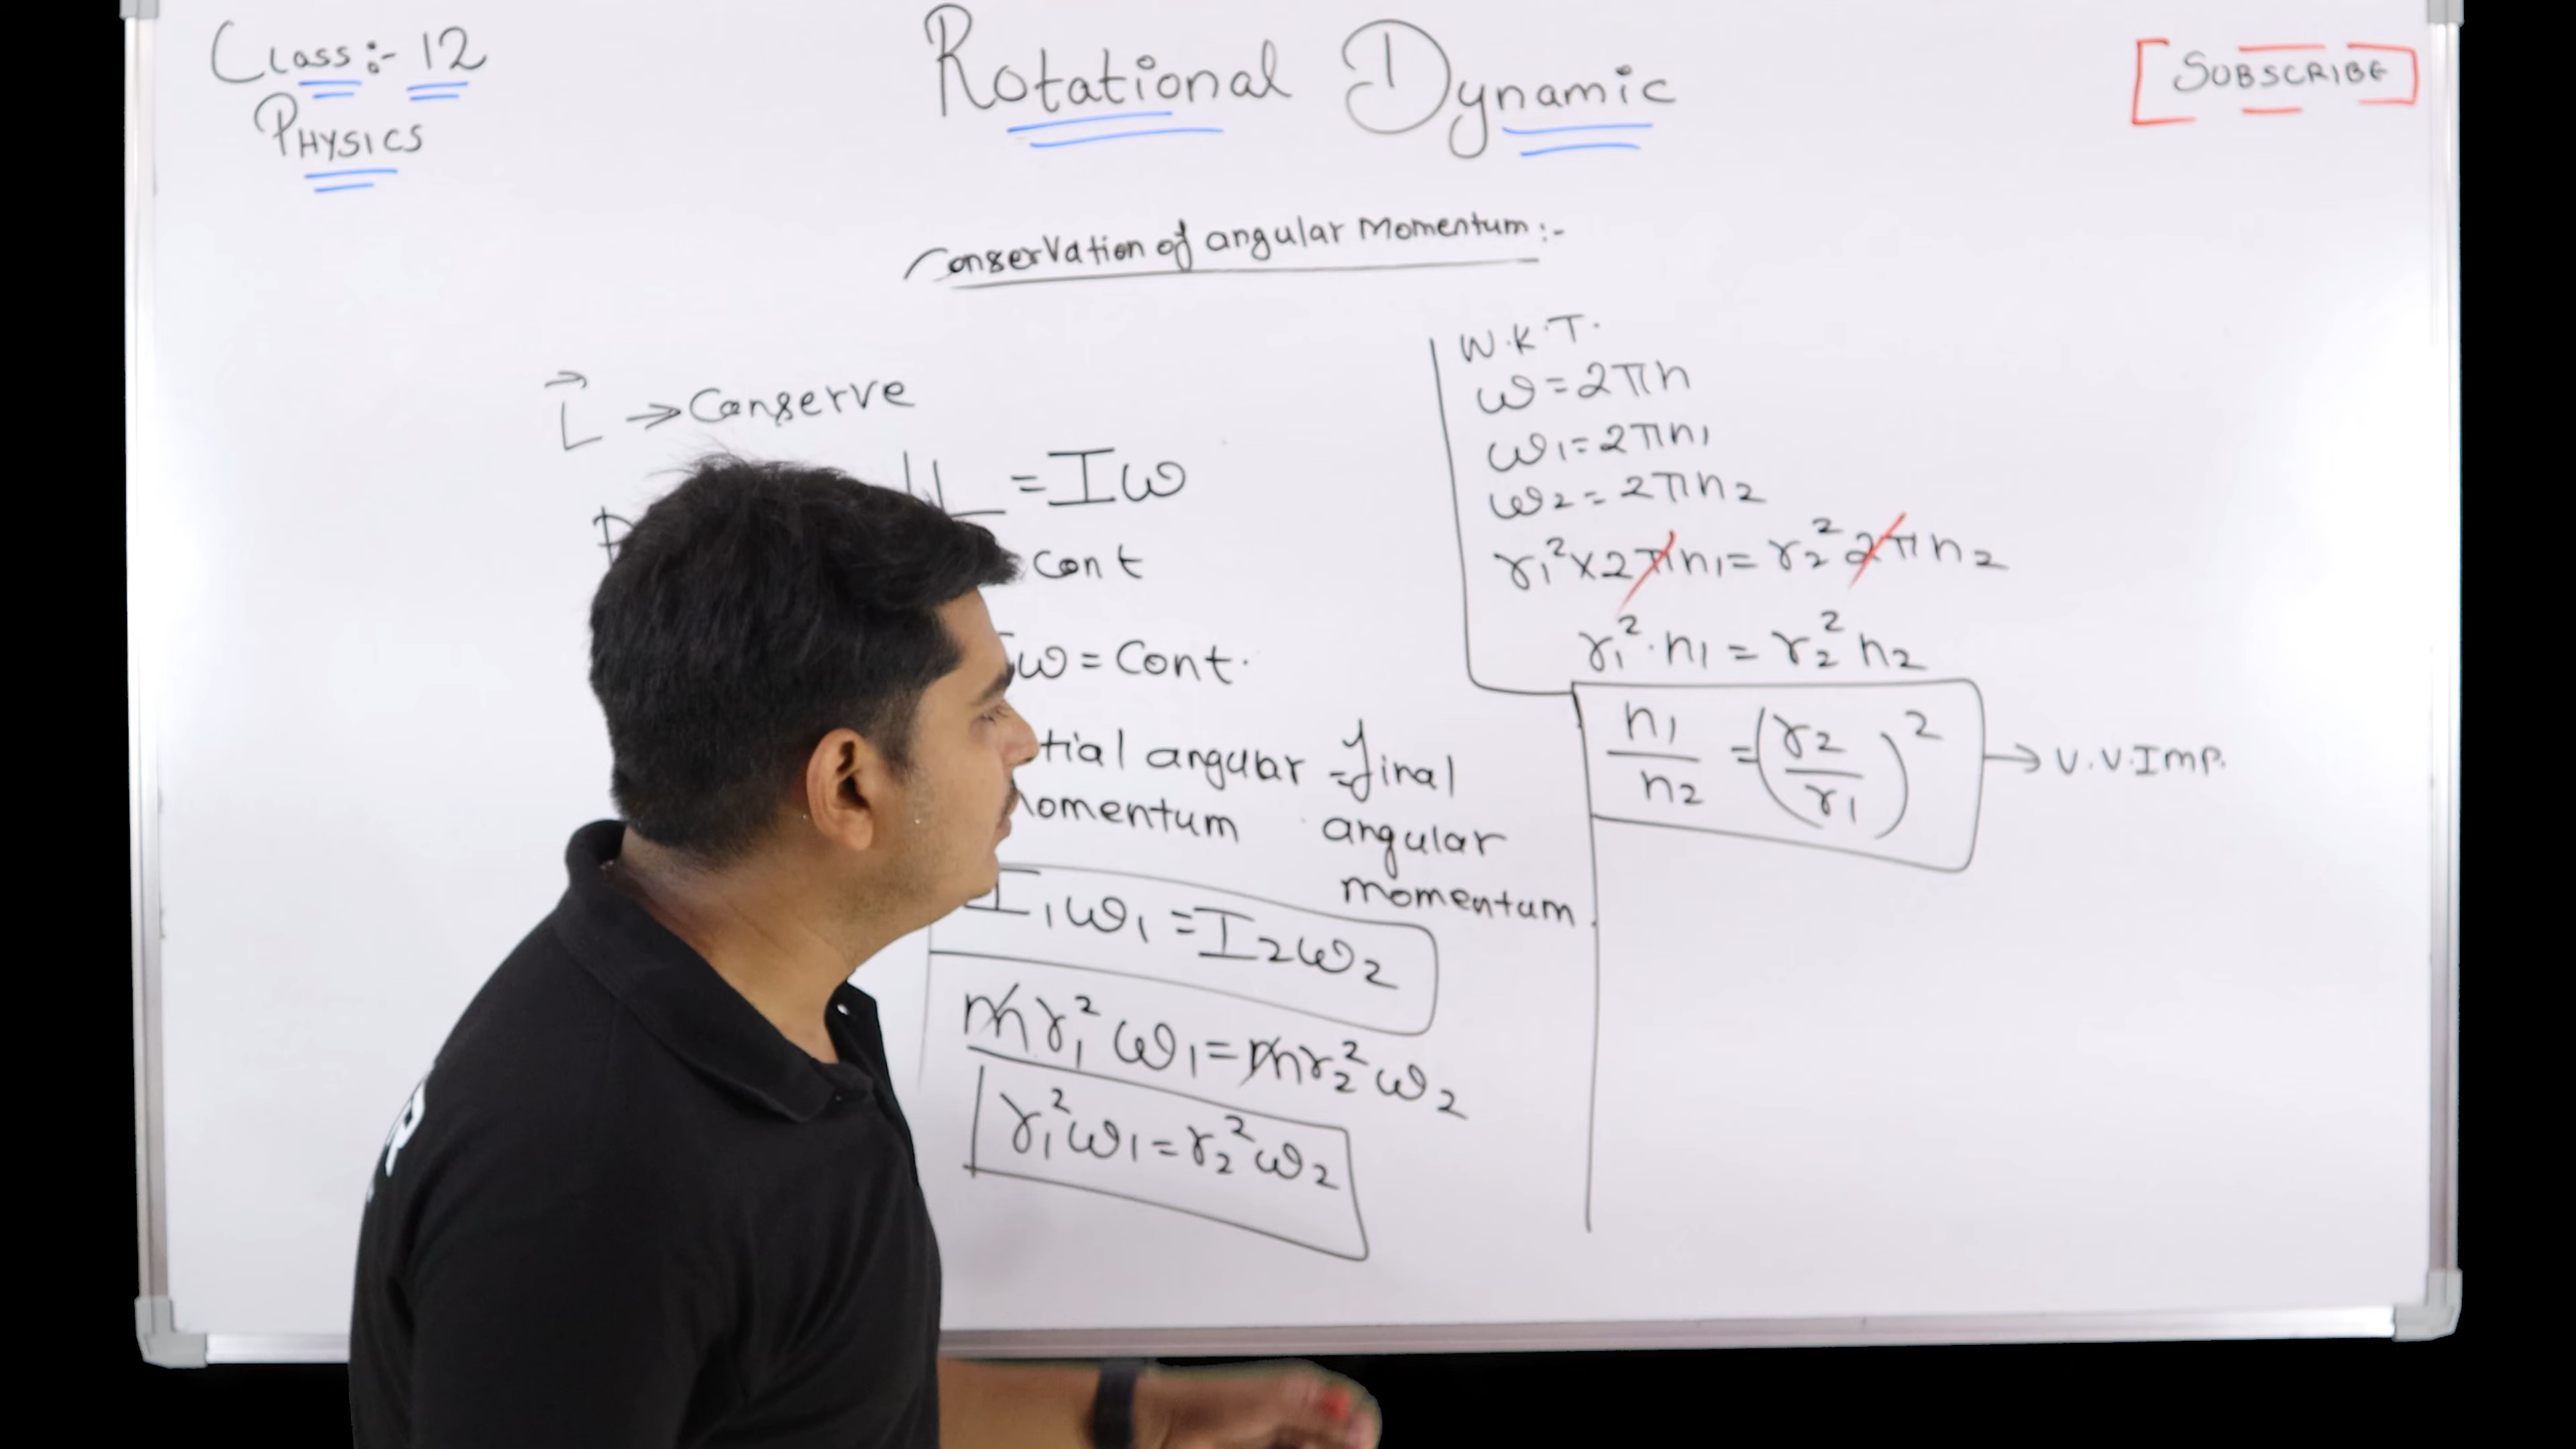 Class:- 12
PHYSICS
Rotational Dynamic
[SUBSCRIBE]
Conservation of angular Momentum:-
L⃗ → Conserve
L = Iω
cont
ω = Cont.
angular = final
angular
momentum.
I₁ω₁ = I₂ω₂
mr₁²ω₁ = mr₂²ω₂
r₁²ω₁ = r₂²ω₂
W.K.T.
ω = 2πn
ω₁ = 2πn₁
ω₂ = 2πn₂
r₁² x 2πn₁ = r₂² 2πn₂
r₁² · n₁ = r₂² n₂
n₁/n₂ = (r₂/r₁)² → V.V.Imp.